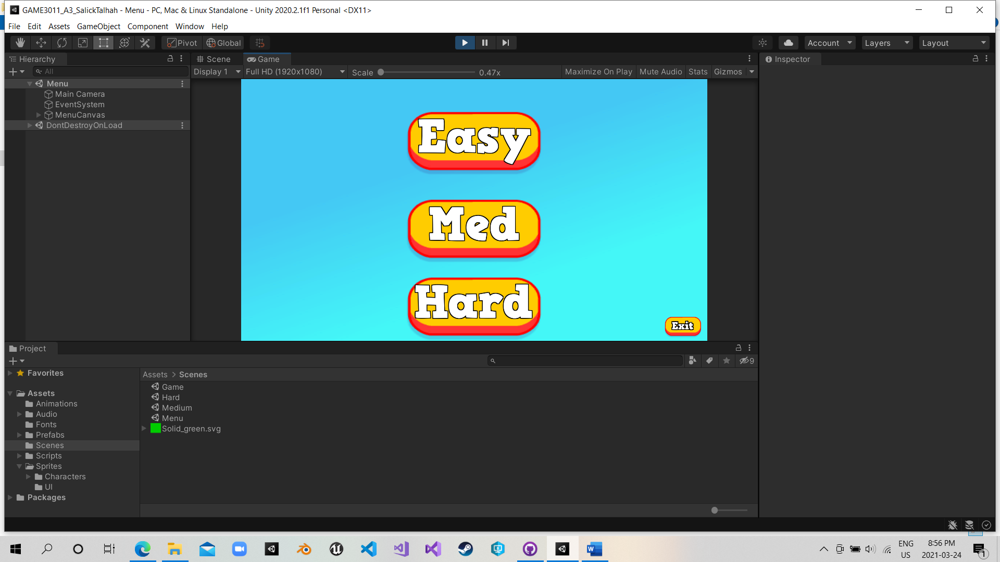 GAME3011_A3_SalickTalhah - Menu - PC, Mac & Linux Standalone - Unity 2020.2.1f1 Personal <DX11>
File Edit Assets GameObject Component Window Help
Pivot Global Account Layers Layout
Hierarchy Scene Game Inspector
All Display 1 Full HD (1920x1080) Scale 0.47x Maximize On Play Mute Audio Stats Gizmos
Menu
Main Camera
EventSystem
MenuCanvas
DontDestroyOnLoad
Easy
Med
Hard
Exit
Project
9
Favorites
Assets > Scenes
Game
Hard
Medium
Menu
Solid_green.svg
Assets
Animations
Audio
Fonts
Prefabs
Scenes
Scripts
Sprites
Characters
UI
Packages
ENG
US
8:56 PM
2021-03-24
1